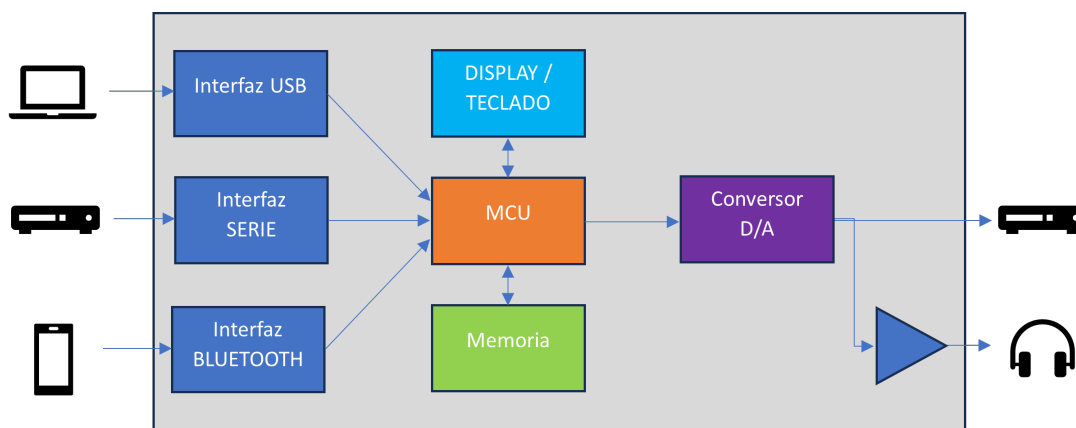 Interfaz USB
DISPLAY /
TECLADO
Interfaz
SERIE
MCU
Conversor
D/A
Interfaz
BLUETOOTH
Memoria